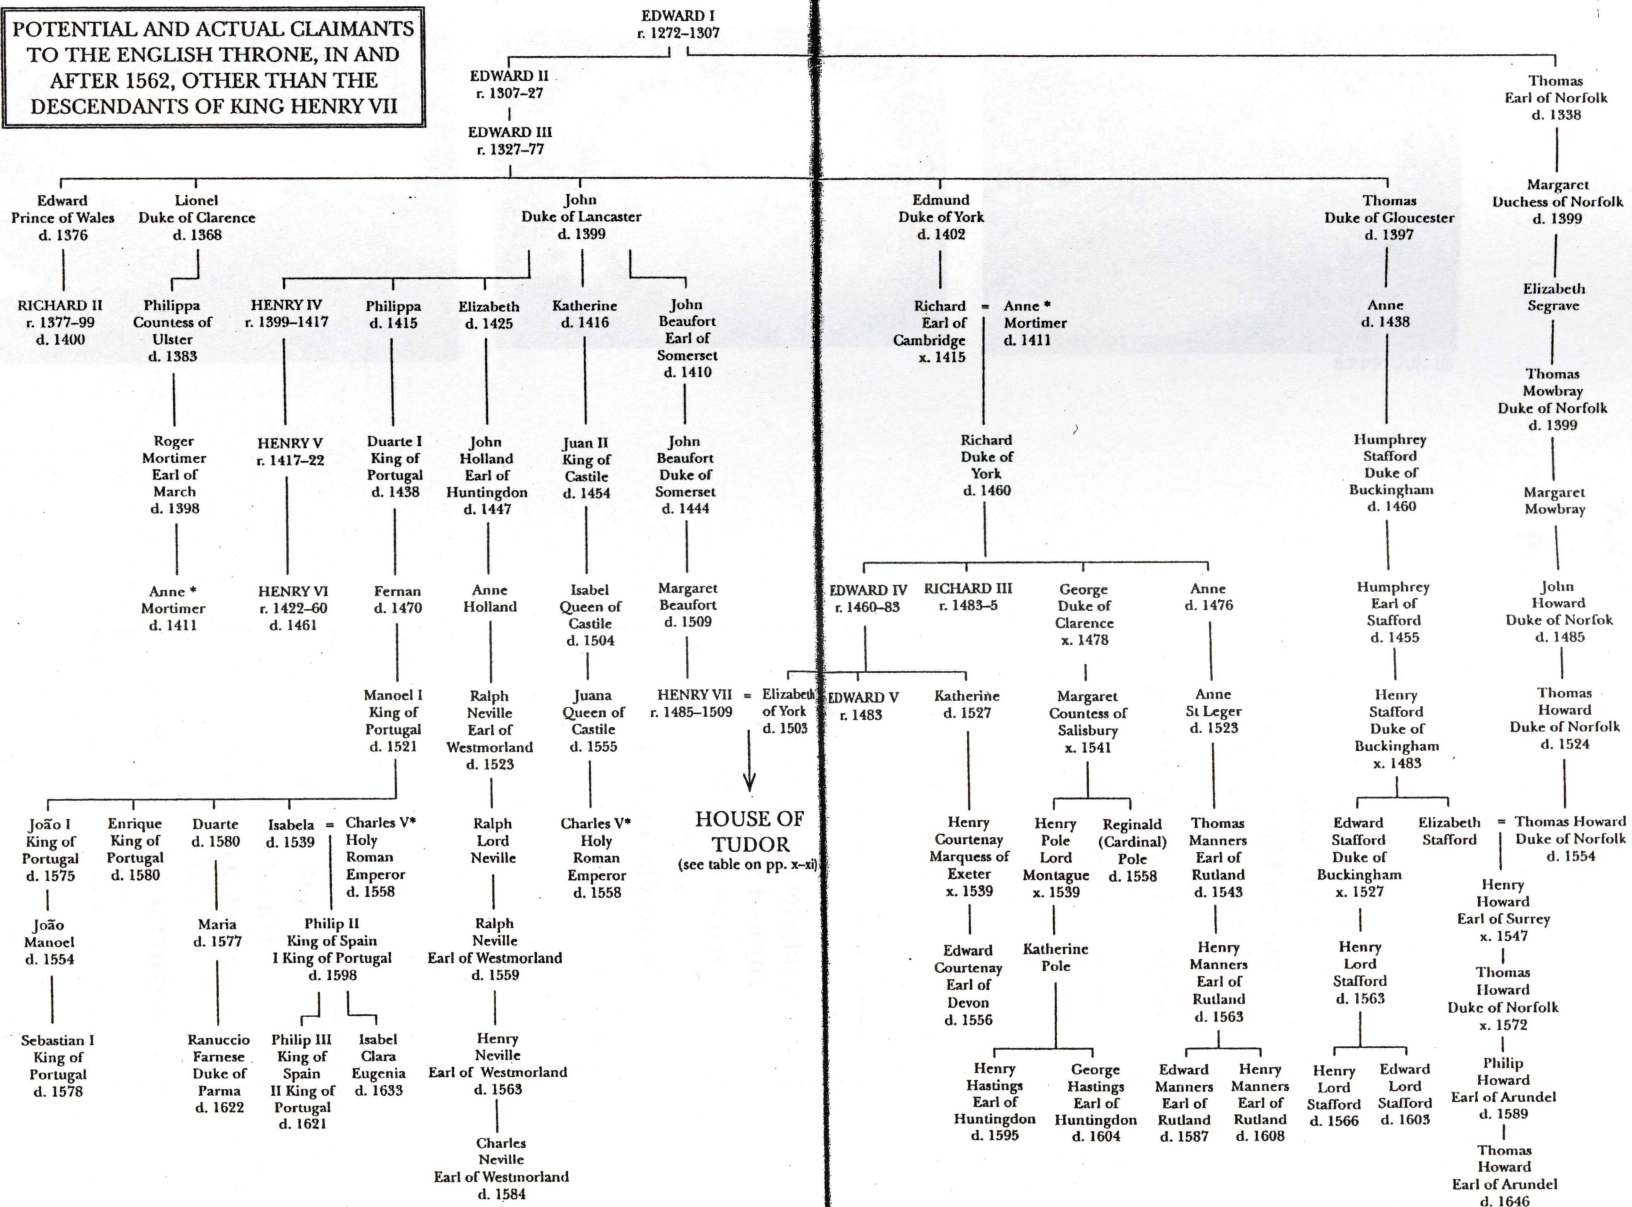 POTENTIAL AND ACTUAL CLAIMANTS
TO THE ENGLISH THRONE, IN AND
AFTER 1562, OTHER THAN THE
DESCENDANTS OF KING HENRY VII
EDWARD I
r. 1272–1307
EDWARD II
r. 1307–27
EDWARD III
r. 1327–77
Thomas
Earl of Norfolk
d. 1338
Edward
Prince of Wales
d. 1376
Lionel
Duke of Clarence
d. 1368
John
Duke of Lancaster
d. 1399
Edmund
Duke of York
d. 1402
Thomas
Duke of Gloucester
d. 1397
Margaret
Duchess of Norfolk
d. 1399
RICHARD II
r. 1377–99
d. 1400
Philippa
Countess of
Ulster
d. 1383
HENRY IV
r. 1399–1417
Philippa
d. 1415
Elizabeth
d. 1425
Katherine
d. 1416
John
Beaufort
Earl of
Somerset
d. 1410
Richard
Earl of
Cambridge
x. 1415
=
Anne *
Mortimer
d. 1411
Anne
d. 1438
Elizabeth
Segrave
Thomas
Mowbray
Duke of Norfolk
d. 1399
Roger
Mortimer
Earl of
March
d. 1398
HENRY V
r. 1417–22
Duarte I
King of
Portugal
d. 1438
John
Holland
Earl of
Huntingdon
d. 1447
Juan II
King of
Castile
d. 1454
John
Beaufort
Duke of
Somerset
d. 1444
Richard
Duke of
York
d. 1460
Humphrey
Stafford
Duke of
Buckingham
d. 1460
Margaret
Mowbray
Anne *
Mortimer
d. 1411
HENRY VI
r. 1422–60
d. 1461
Fernan
d. 1470
Anne
Holland
Isabel
Queen of
Castile
d. 1504
Margaret
Beaufort
d. 1509
EDWARD IV
r. 1460–83
RICHARD III
r. 1483–5
George
Duke of
Clarence
x. 1478
Anne
d. 1476
Humphrey
Earl of
Stafford
d. 1455
John
Howard
Duke of Norfok
d. 1485
Manoel I
King of
Portugal
d. 1521
Ralph
Neville
Earl of
Westmorland
d. 1523
Juana
Queen of
Castile
d. 1555
HENRY VII
r. 1485–1509
=
Elizabeth
of York
d. 1503
EDWARD V
r. 1483
Katherine
d. 1527
Margaret
Countess of
Salisbury
x. 1541
Anne
St Leger
d. 1523
Henry
Stafford
Duke of
Buckingham
x. 1483
Thomas
Howard
Duke of Norfolk
d. 1524
João I
King of
Portugal
d. 1575
Enrique
King of
Portugal
d. 1580
Duarte
d. 1580
Isabela
d. 1539
=
Charles V*
Holy
Roman
Emperor
d. 1558
Ralph
Lord
Neville
Charles V*
Holy
Roman
Emperor
d. 1558
HOUSE OF
TUDOR
(see table on pp. x–xi)
Henry
Courtenay
Marquess of
Exeter
x. 1539
Henry
Pole
Lord
Montague
x. 1539
Reginald
(Cardinal)
Pole
d. 1558
Thomas
Manners
Earl of
Rutland
d. 1543
Edward
Stafford
Duke of
Buckingham
x. 1527
Elizabeth
Stafford
=
Thomas Howard
Duke of Norfolk
d. 1554
João
Manoel
d. 1554
Maria
d. 1577
Philip II
King of Spain
I King of Portugal
d. 1598
Ralph
Neville
Earl of Westmorland
d. 1559
Edward
Courtenay
Earl of
Devon
d. 1556
Katherine
Pole
Henry
Manners
Earl of
Rutland
d. 1563
Henry
Lord
Stafford
d. 1563
Henry
Howard
Earl of Surrey
x. 1547
Thomas
Howard
Duke of Norfolk
x. 1572
Sebastian I
King of
Portugal
d. 1578
Ranuccio
Farnese
Duke of
Parma
d. 1622
Philip III
King of
Spain
II King of
Portugal
d. 1621
Isabel
Clara
Eugenia
d. 1633
Henry
Neville
Earl of Westmorland
d. 1563
Henry
Hastings
Earl of
Huntingdon
d. 1595
George
Hastings
Earl of
Huntingdon
d. 1604
Edward
Manners
Earl of
Rutland
d. 1587
Henry
Manners
Earl of
Rutland
d. 1608
Henry
Lord
Stafford
d. 1566
Edward
Lord
Stafford
d. 1603
Philip
Howard
Earl of Arundel
d. 1589
Charles
Neville
Earl of Westmorland
d. 1584
Thomas
Howard
Earl of Arundel
d. 1646